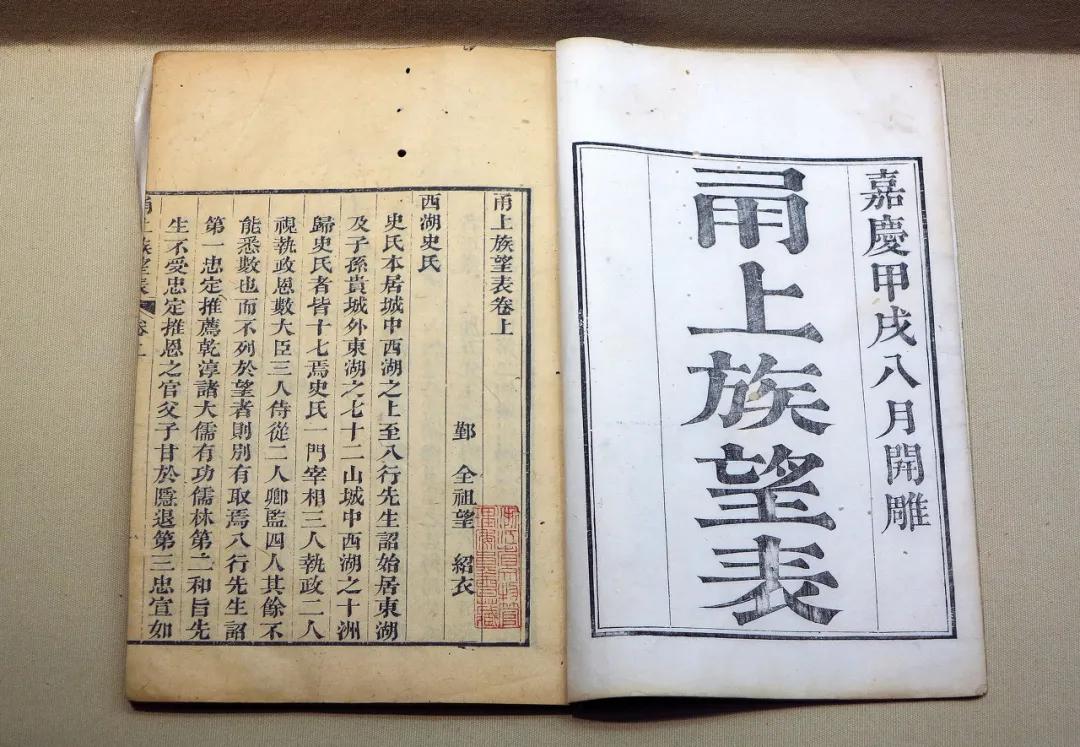 嘉慶甲戌八月開雕
甬上族望表
甬上族望表卷上
鄞 全祖望 紹衣
西湖史氏
史氏本居城中西湖之上至八行先生詔始居東湖
及子孫貴城外東湖之七十二山城中西湖之十洲
歸史氏者皆十七焉史氏一門宰相三人執政二人
視執政恩數大臣三人侍從二人卿監四人其餘不
能悉數也而不列於望者則別有取焉八行先生詔
第一忠定推薦乾淳諸大儒有功儒林第二和旨先
生不受忠定推恩之官父子甘於隱退第三忠宣如
甬上族望表 卷上